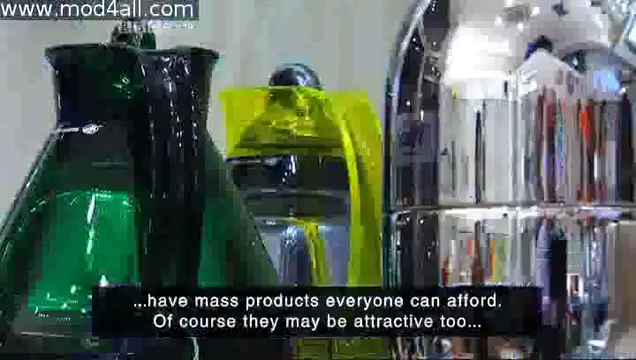 www.mod4all.com
...have mass products everyone can afford.
Of course they may be attractive too...